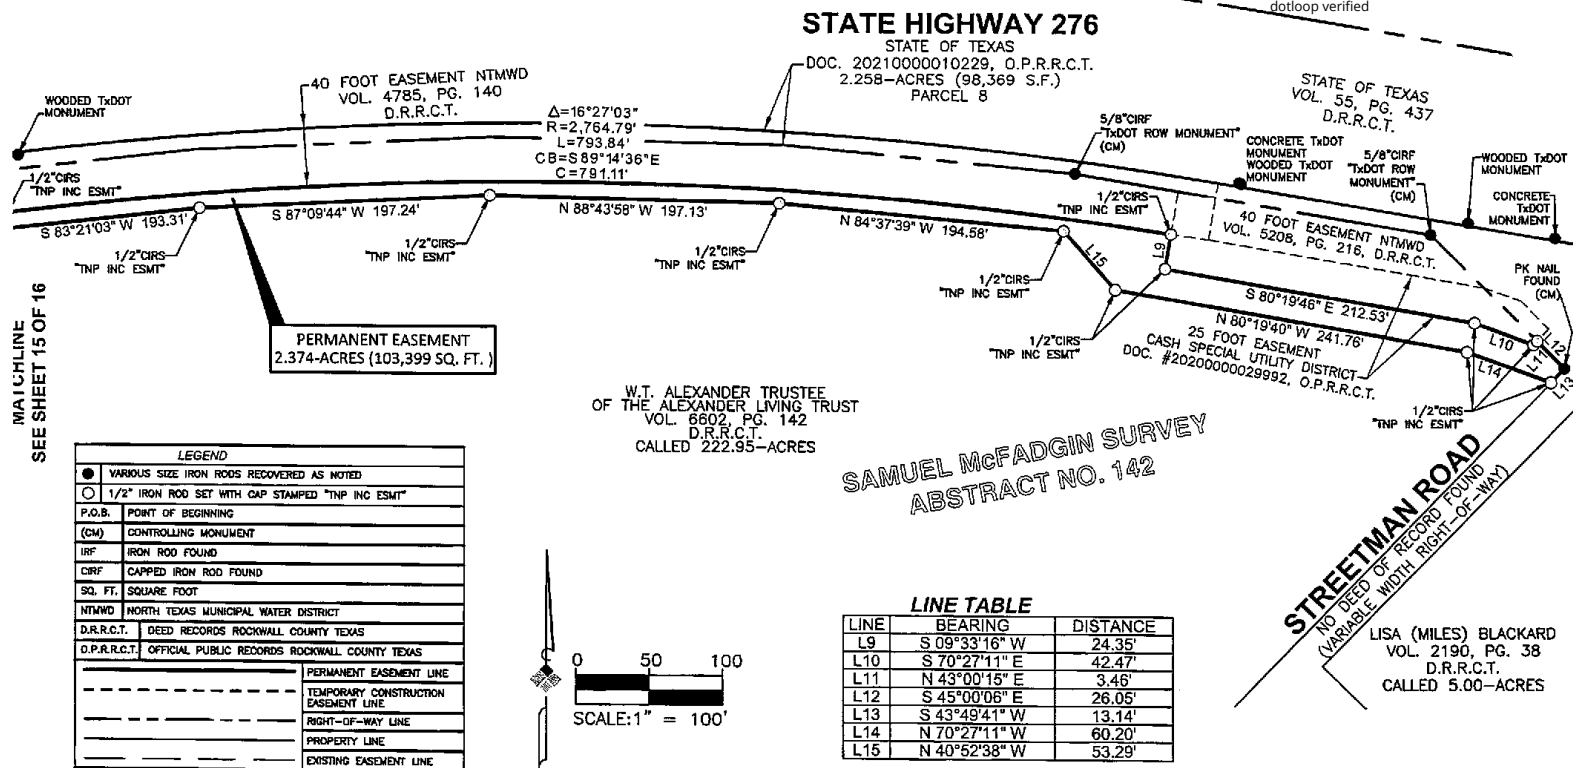 dotloop verified
STATE HIGHWAY 276
STATE OF TEXAS
DOC. 20210000010229, O.P.R.R.C.T.
2.258-ACRES (98,369 S.F.)
PARCEL 8
40 FOOT EASEMENT NTMWD
VOL. 4785, PG. 140
D.R.R.C.T.
STATE OF TEXAS
VOL. 55, PG. 437
D.R.R.C.T.
WOODED TxDOT
MONUMENT
Δ=16°27'03"
R=2,764.79'
L=793.84'
CB=S89°14'36"E
C=791.11'
5/8"CIRF
"TxDOT ROW MONUMENT"
(CM)
CONCRETE TxDOT
MONUMENT
WOODED TxDOT
MONUMENT
5/8"CIRF
"TxDOT ROW
MONUMENT"
(CM)
WOODED TxDOT
MONUMENT
CONCRETE
TxDOT
MONUMENT
1/2"CIRS
"TNP INC ESMT"
S 83°21'03" W 193.31'
S 87°09'44" W 197.24'
N 88°43'58" W 197.13'
N 84°37'39" W 194.58'
1/2"CIRS
"TNP INC ESMT"
1/2"CIRS
"TNP INC ESMT"
1/2"CIRS
"TNP INC ESMT"
1/2"CIRS
"TNP INC ESMT"
1/2"CIRS
"TNP INC ESMT"
1/2"CIRS
"TNP INC ESMT"
L15
L9
40 FOOT EASEMENT NTMWD
VOL. 5208, PG. 216, D.R.R.C.T.
PK NAIL
FOUND
(CM)
S 80°19'46" E 212.53'
N 80°19'40" W 241.76'
25 FOOT EASEMENT
CASH SPECIAL UTILITY DISTRICT
DOC. #20200000029992, O.P.R.R.C.T.
L10
L11
L12
L13
L14
1/2"CIRS
"TNP INC ESMT"
MATCHLINE
SEE SHEET 15 OF 16
PERMANENT EASEMENT
2.374-ACRES (103,399 SQ. FT. )
W.T. ALEXANDER TRUSTEE
OF THE ALEXANDER LIVING TRUST
VOL. 6602, PG. 142
D.R.R.C.T.
CALLED 222.95-ACRES
SAMUEL McFADGIN SURVEY
ABSTRACT NO. 142
STREETMAN ROAD
NO DEED OF RECORD FOUND
(VARIABLE WIDTH RIGHT-OF-WAY)
LISA (MILES) BLACKARD
VOL. 2190, PG. 38
D.R.R.C.T.
CALLED 5.00-ACRES
LEGEND
VARIOUS SIZE IRON RODS RECOVERED AS NOTED
1/2" IRON ROD SET WITH CAP STAMPED "TNP INC ESMT"
P.O.B. POINT OF BEGINNING
(CM) CONTROLLING MONUMENT
IRF IRON ROD FOUND
CIRF CAPPED IRON ROD FOUND
SQ. FT. SQUARE FOOT
NTMWD NORTH TEXAS MUNICIPAL WATER DISTRICT
D.R.R.C.T. DEED RECORDS ROCKWALL COUNTY TEXAS
O.P.R.R.C.T. OFFICIAL PUBLIC RECORDS ROCKWALL COUNTY TEXAS
PERMANENT EASEMENT LINE
TEMPORARY CONSTRUCTION
EASEMENT LINE
RIGHT-OF-WAY LINE
PROPERTY LINE
EXISTING EASEMENT LINE
0 50 100
SCALE:1" = 100'
LINE TABLE
LINE BEARING DISTANCE
L9 S 09°33'16" W 24.35'
L10 S 70°27'11" E 42.47'
L11 N 43°00'15" E 3.46'
L12 S 45°00'06" E 26.05'
L13 S 43°49'41" W 13.14'
L14 N 70°27'11" W 60.20'
L15 N 40°52'38" W 53.29'